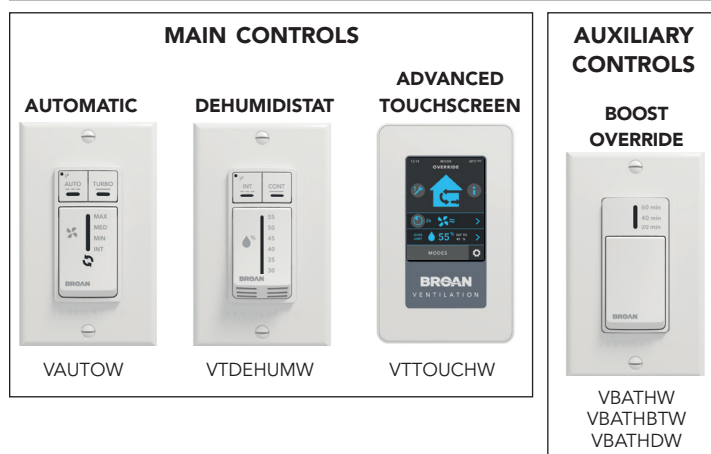 MAIN CONTROLS
AUTOMATIC
AUTO TURBO
MAX
MED
MIN
INT
BROAN
VAUTOW
DEHUMIDISTAT
INT CONT
55
50
45
40
35
30
%
BROAN
VTDEHUMW
ADVANCED
TOUCHSCREEN
MODE
OVERRIDE
55%
MODES
BROAN
VENTILATION
VTTOUCHW
AUXILIARY
CONTROLS
BOOST
OVERRIDE
60 min
40 min
20 min
BROAN
VBATHW
VBATHBTW
VBATHDW